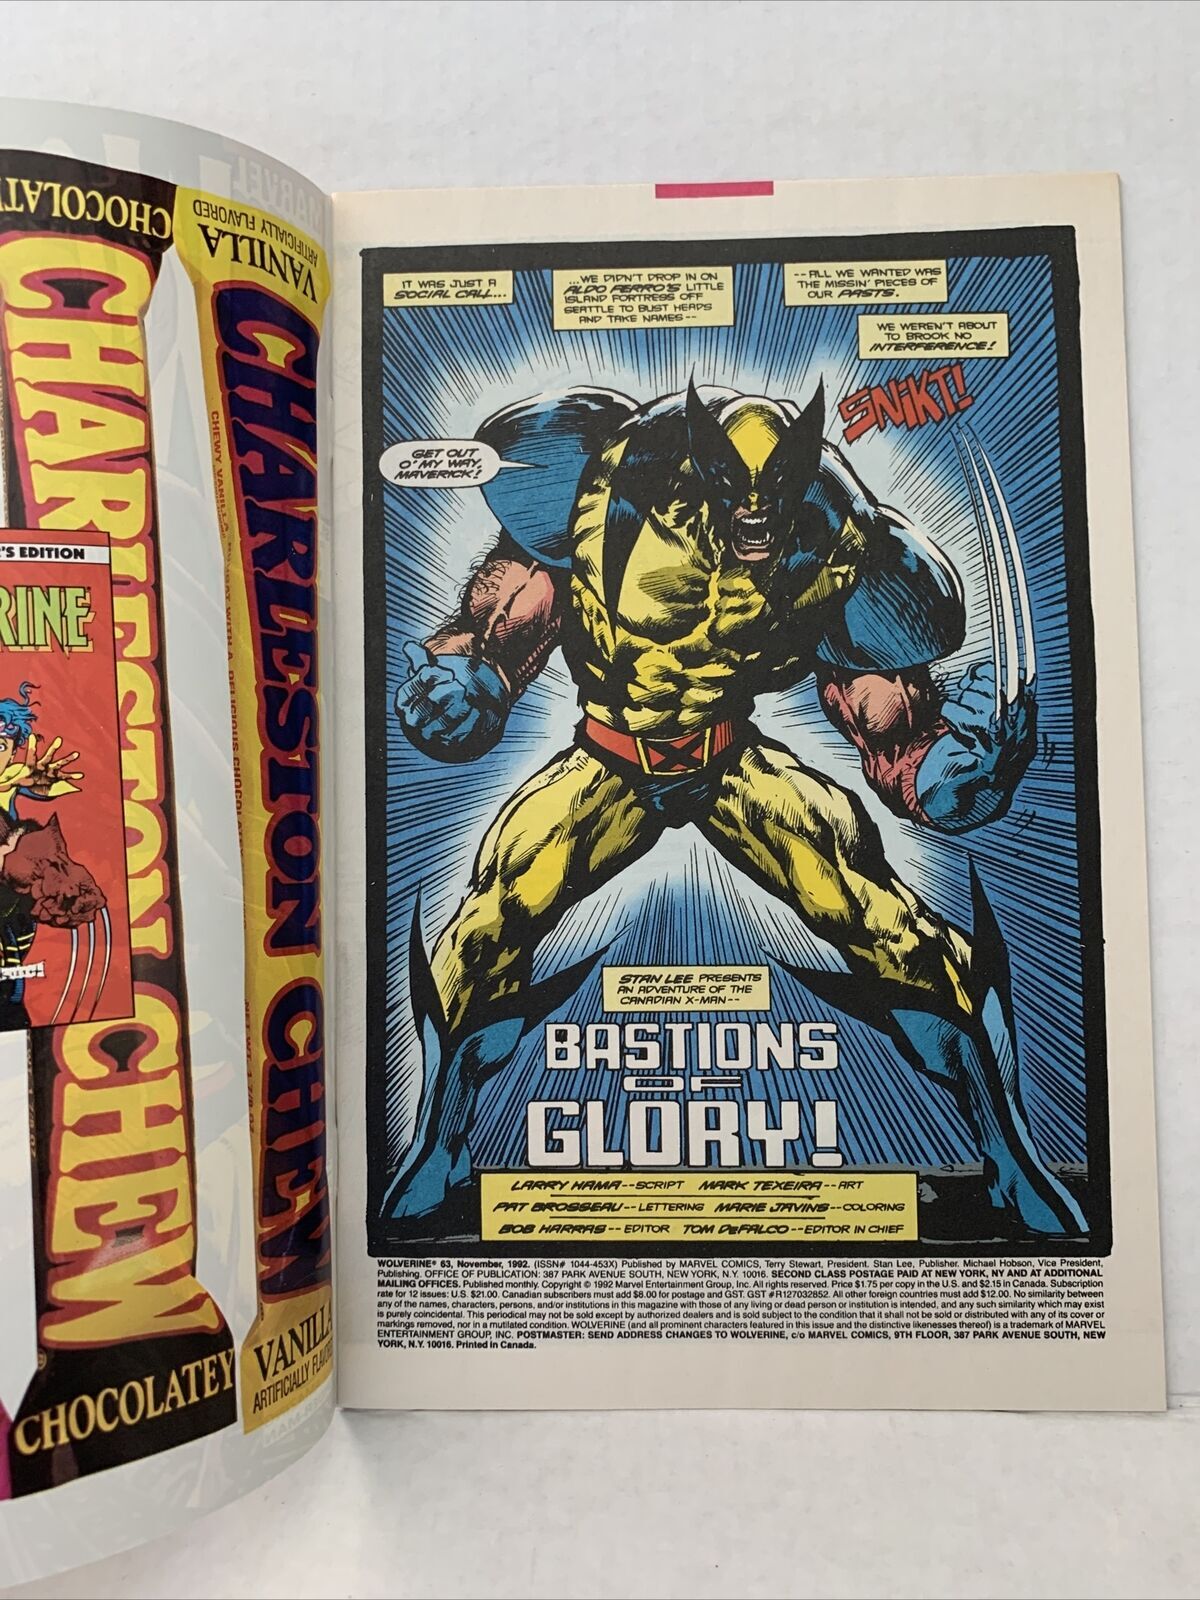 CHOCOLAT
CHARLESTON CHEW
'S EDITION
RINE
CHOCOLATEY
VANILLA
ARTIFICIALLY FLAVORED
CHARLESTON CHEW
VANILLA
ARTIFICIALLY FLAVORE
IT WAS JUST A
SOCIAL CALL...
...WE DIDN'T DROP IN ON
ALDO FERRO'S LITTLE
ISLAND FORTRESS OFF
SEATTLE TO BUST HEADS
AND TAKE NAMES--
--ALL WE WANTED WAS
THE MISSIN' PIECES OF
OUR PASTS.
WE WEREN'T ABOUT
TO BROOK NO
INTERFERENCE!
SNIKT!
GET OUT
O' MY WAY,
MAVERICK!
STAN LEE PRESENTS
AN ADVENTURE OF THE
CANADIAN X-MAN--
BASTIONS
OF
GLORY!
LARRY HAMA--SCRIPT MARK TEXEIRA--ART
PAT BROSSEAU--LETTERING MARIE JAVINS--COLORING
BOB HARRAS--EDITOR TOM DeFALCO--EDITOR IN CHIEF
WOLVERINE® 63, November, 1992. (ISSN# 1044-453X) Published by MARVEL COMICS, Terry Stewart, President. Stan Lee, Publisher. Michael Hobson, Vice President,
Publishing. OFFICE OF PUBLICATION: 387 PARK AVENUE SOUTH, NEW YORK, N.Y. 10016. SECOND CLASS POSTAGE PAID AT NEW YORK, NY AND AT ADDITIONAL
MAILING OFFICES. Published monthly. Copyright © 1992 Marvel Entertainment Group, Inc. All rights reserved. Price $1.75 per copy in the U.S. and $2.15 in Canada. Subscription
rate for 12 issues: U.S. $21.00. Canadian subscribers must add $8.00 for postage and GST. GST #R127032852. All other foreign countries must add $12.00. No similarity between
any of the names, characters, persons, and/or institutions in this magazine with those of any living or dead person or institution is intended, and any such similarity which may exist
is purely coincidental. This periodical may not be sold except by authorized dealers and is sold subject to the condition that it shall not be sold or distributed with any of its cover or
markings removed, nor in a mutilated condition. WOLVERINE (and all prominent characters featured in this issue and the distinctive likenesses thereof) is a trademark of MARVEL
ENTERTAINMENT GROUP, INC. POSTMASTER: SEND ADDRESS CHANGES TO WOLVERINE, c/o MARVEL COMICS, 9TH FLOOR, 387 PARK AVENUE SOUTH, NEW
YORK, N.Y. 10016. Printed in Canada.